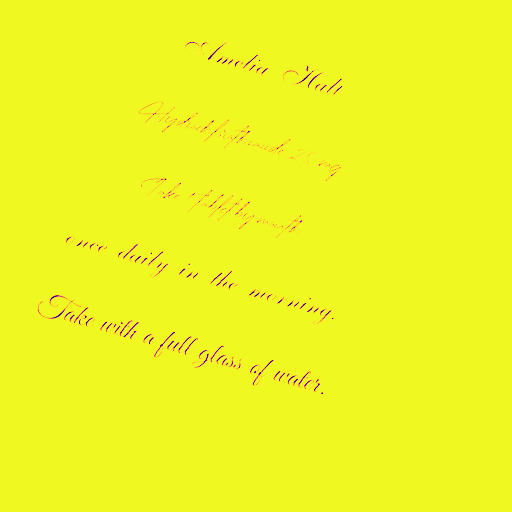 Amelia Halt
Hydrochlorothiazide 25 mg
Take 1 tablet by mouth
once daily in the morning.
Take with a full glass of water.